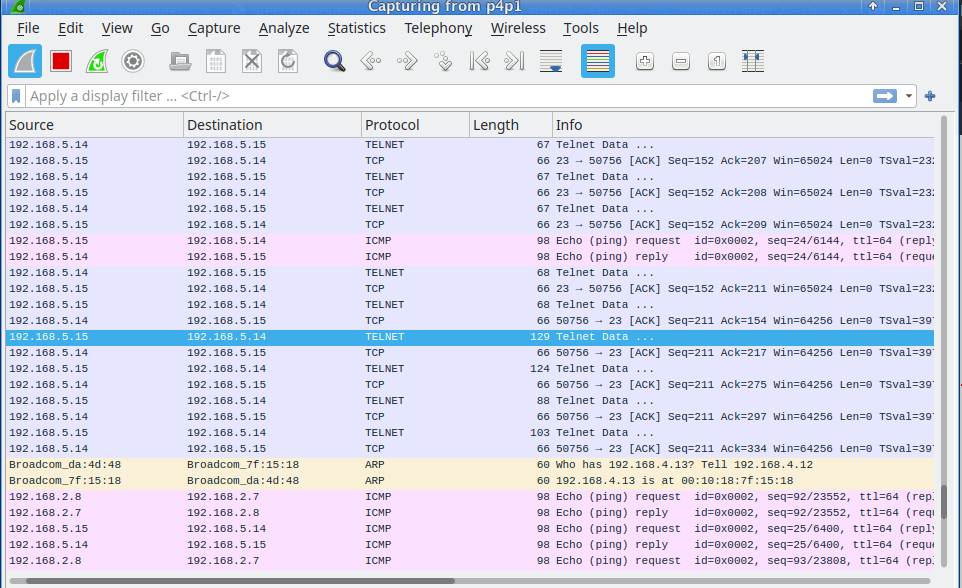 Capturing from p4p1
File Edit View Go Capture Analyze Statistics Telephony Wireless Tools Help
Apply a display filter ... <Ctrl-/>
Source Destination Protocol Length Info
192.168.5.14 192.168.5.15 TELNET 67 Telnet Data ...
192.168.5.15 192.168.5.14 TCP 66 23 → 50756 [ACK] Seq=152 Ack=207 Win=65024 Len=0 TSval=232
192.168.5.14 192.168.5.15 TELNET 67 Telnet Data ...
192.168.5.15 192.168.5.14 TCP 66 23 → 50756 [ACK] Seq=152 Ack=208 Win=65024 Len=0 TSval=232
192.168.5.14 192.168.5.15 TELNET 67 Telnet Data ...
192.168.5.15 192.168.5.14 TCP 66 23 → 50756 [ACK] Seq=152 Ack=209 Win=65024 Len=0 TSval=232
192.168.5.15 192.168.5.14 ICMP 98 Echo (ping) request id=0x0002, seq=24/6144, ttl=64 (reply
192.168.5.14 192.168.5.15 ICMP 98 Echo (ping) reply id=0x0002, seq=24/6144, ttl=64 (reque
192.168.5.14 192.168.5.15 TELNET 68 Telnet Data ...
192.168.5.15 192.168.5.14 TCP 66 23 → 50756 [ACK] Seq=152 Ack=211 Win=65024 Len=0 TSval=232
192.168.5.15 192.168.5.14 TELNET 68 Telnet Data ...
192.168.5.14 192.168.5.15 TCP 66 50756 → 23 [ACK] Seq=211 Ack=154 Win=64256 Len=0 TSval=397
192.168.5.15 192.168.5.14 TELNET 129 Telnet Data ...
192.168.5.14 192.168.5.15 TCP 66 50756 → 23 [ACK] Seq=211 Ack=217 Win=64256 Len=0 TSval=397
192.168.5.15 192.168.5.14 TELNET 124 Telnet Data ...
192.168.5.14 192.168.5.15 TCP 66 50756 → 23 [ACK] Seq=211 Ack=275 Win=64256 Len=0 TSval=397
192.168.5.15 192.168.5.14 TELNET 88 Telnet Data ...
192.168.5.14 192.168.5.15 TCP 66 50756 → 23 [ACK] Seq=211 Ack=297 Win=64256 Len=0 TSval=397
192.168.5.15 192.168.5.14 TELNET 103 Telnet Data ...
192.168.5.14 192.168.5.15 TCP 66 50756 → 23 [ACK] Seq=211 Ack=334 Win=64256 Len=0 TSval=397
Broadcom_da:4d:48 Broadcom_7f:15:18 ARP 60 Who has 192.168.4.13? Tell 192.168.4.12
Broadcom_7f:15:18 Broadcom_da:4d:48 ARP 60 192.168.4.13 is at 00:10:18:7f:15:18
192.168.2.8 192.168.2.7 ICMP 98 Echo (ping) request id=0x0002, seq=92/23552, ttl=64 (repl
192.168.2.7 192.168.2.8 ICMP 98 Echo (ping) reply id=0x0002, seq=92/23552, ttl=64 (requ
192.168.5.15 192.168.5.14 ICMP 98 Echo (ping) request id=0x0002, seq=25/6400, ttl=64 (reply
192.168.5.14 192.168.5.15 ICMP 98 Echo (ping) reply id=0x0002, seq=25/6400, ttl=64 (reque
192.168.2.8 192.168.2.7 ICMP 98 Echo (ping) request id=0x0002, seq=93/23808, ttl=64 (repl